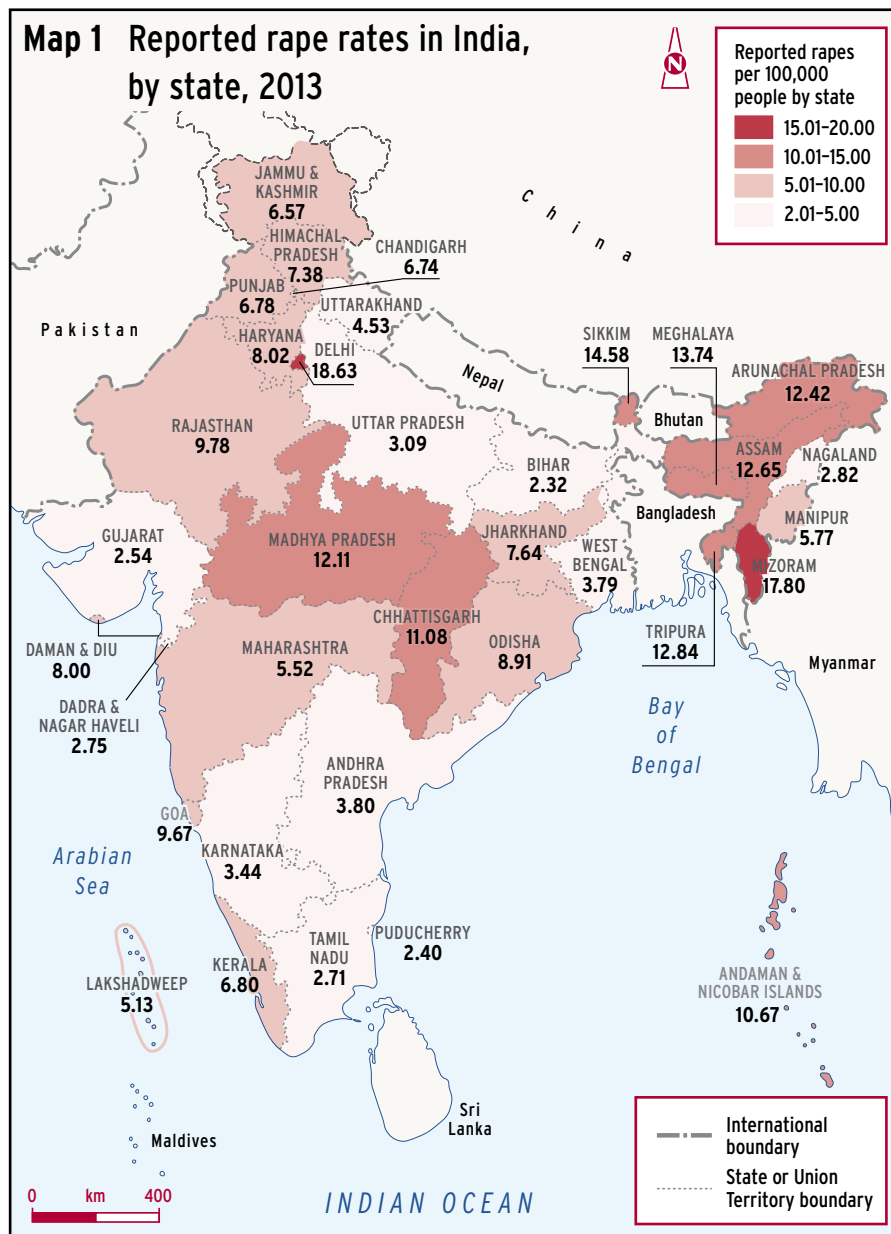 Map 1 Reported rape rates in India,
by state, 2013
N
Reported rapes
per 100,000
people by state
15.01–20.00
10.01–15.00
5.01–10.00
2.01–5.00
China
JAMMU &
KASHMIR
6.57
HIMACHAL
PRADESH
7.38
CHANDIGARH
6.74
PUNJAB
6.78
Pakistan
UTTARAKHAND
4.53
HARYANA
8.02
DELHI
18.63
Nepal
SIKKIM
14.58
MEGHALAYA
13.74
ARUNACHAL PRADESH
12.42
Bhutan
RAJASTHAN
9.78
UTTAR PRADESH
3.09
BIHAR
2.32
ASSAM
12.65
NAGALAND
2.82
Bangladesh
MANIPUR
5.77
GUJARAT
2.54
MADHYA PRADESH
12.11
JHARKHAND
7.64
WEST
BENGAL
3.79
MIZORAM
17.80
DAMAN & DIU
8.00
MAHARASHTRA
5.52
CHHATTISGARH
11.08
ODISHA
8.91
TRIPURA
12.84
Myanmar
DADRA &
NAGAR HAVELI
2.75
Bay
of
Bengal
ANDHRA
PRADESH
3.80
GOA
9.67
Arabian
Sea
KARNATAKA
3.44
PUDUCHERRY
2.40
TAMIL
NADU
2.71
KERALA
6.80
LAKSHADWEEP
5.13
ANDAMAN &
NICOBAR ISLANDS
10.67
Sri
Lanka
Maldives
International
boundary
State or Union
Territory boundary
0 km 400
INDIAN OCEAN